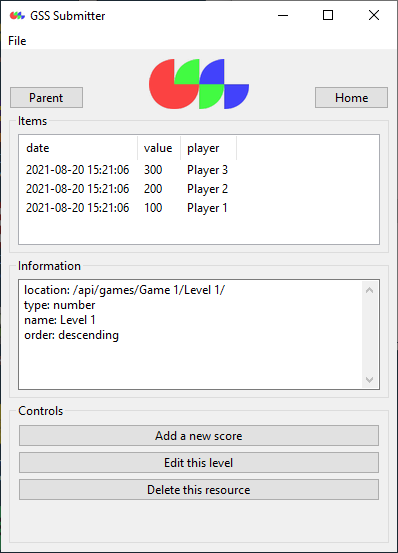 GSS Submitter
File
Parent
Home
Items
date value player
2021-08-20 15:21:06 300 Player 3
2021-08-20 15:21:06 200 Player 2
2021-08-20 15:21:06 100 Player 1
Information
location: /api/games/Game 1/Level 1/
type: number
name: Level 1
order: descending
Controls
Add a new score
Edit this level
Delete this resource